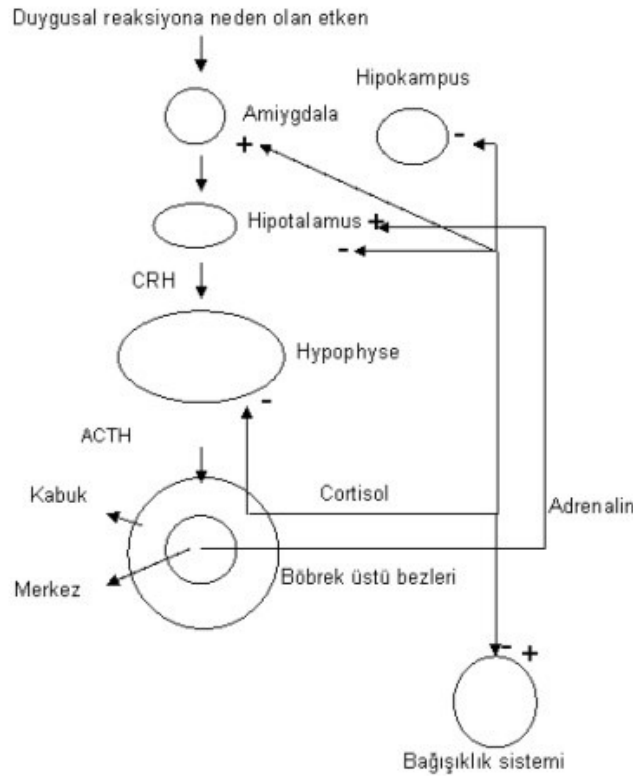 Duygusal reaksiyona neden olan etken
Hipokampus
Amiygdala
-
+
Hipotalamus +
-
CRH
Hypophyse
-
ACTH
Kabuk
Cortisol
Adrenalin
Böbrek üstü bezleri
Merkez
- +
Bağışıklık sistemi